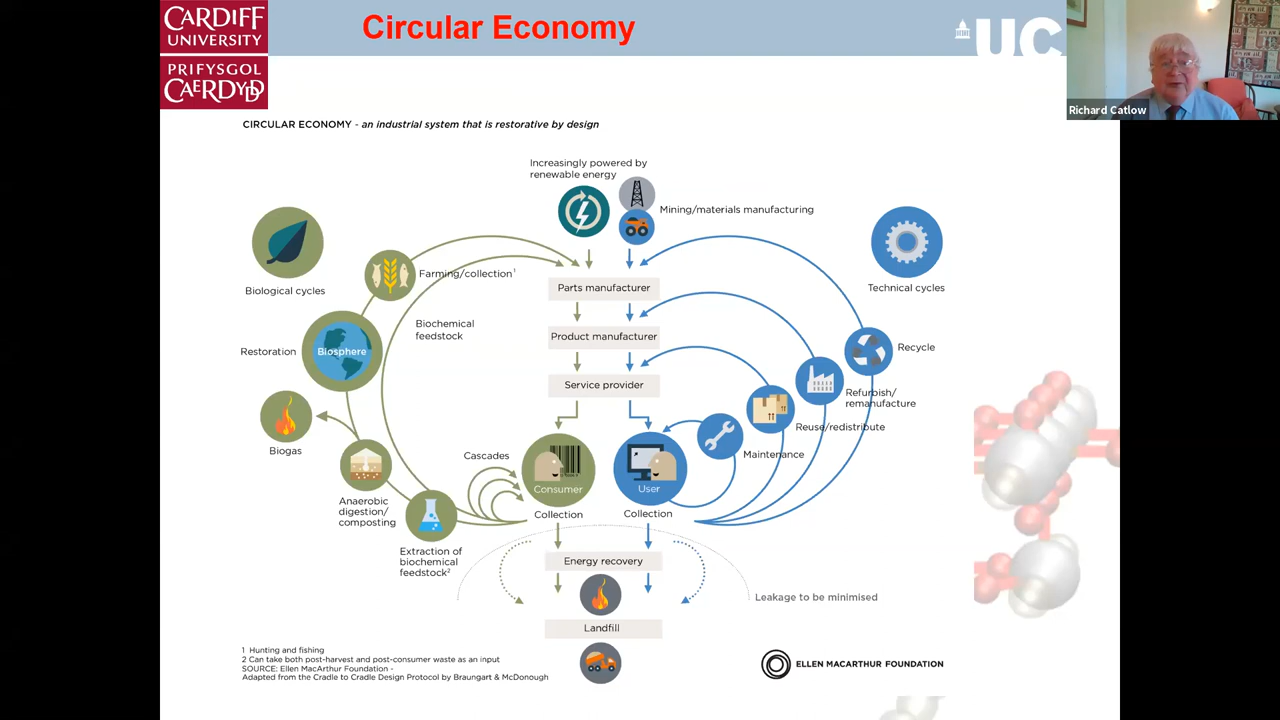 CARDIFF
UNIVERSITY
PRIFYSGOL
CAERDYDD
Circular Economy
UC
Richard Catlow
CIRCULAR ECONOMY - an industrial system that is restorative by design
Increasingly powered by
renewable energy
Mining/materials manufacturing
Biological cycles
Technical cycles
Farming/collection¹
Parts manufacturer
Biochemical
feedstock
Product manufacturer
Restoration
Biosphere
Recycle
Service provider
Refurbish/
remanufacture
Reuse/redistribute
Biogas
Cascades
Maintenance
Consumer
User
Anaerobic
digestion/
composting
Collection
Collection
Extraction of
biochemical
feedstock²
Energy recovery
Leakage to be minimised
Landfill
1 Hunting and fishing
2 Can take both post-harvest and post-consumer waste as an input
SOURCE: Ellen MacArthur Foundation -
Adapted from the Cradle to Cradle Design Protocol by Braungart & McDonough
ELLEN MACARTHUR FOUNDATION